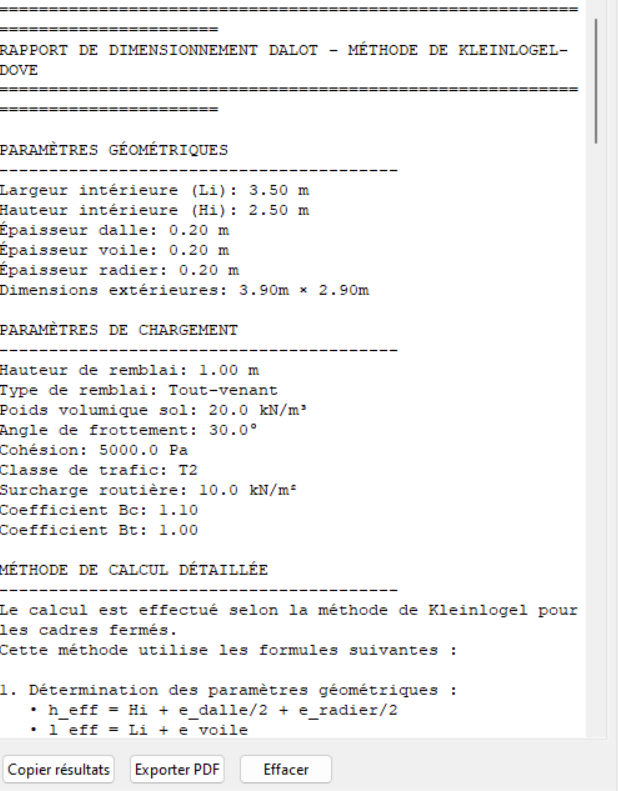 ==========================================================
======================
RAPPORT DE DIMENSIONNEMENT DALOT - MÉTHODE DE KLEINLOGEL-
DOVE
==========================================================
======================

PARAMÈTRES GÉOMÉTRIQUES
----------------------------------------
Largeur intérieure (Li): 3.50 m
Hauteur intérieure (Hi): 2.50 m
Épaisseur dalle: 0.20 m
Épaisseur voile: 0.20 m
Épaisseur radier: 0.20 m
Dimensions extérieures: 3.90m × 2.90m

PARAMÈTRES DE CHARGEMENT
----------------------------------------
Hauteur de remblai: 1.00 m
Type de remblai: Tout-venant
Poids volumique sol: 20.0 kN/m³
Angle de frottement: 30.0°
Cohésion: 5000.0 Pa
Classe de trafic: T2
Surcharge routière: 10.0 kN/m²
Coefficient Bc: 1.10
Coefficient Bt: 1.00

MÉTHODE DE CALCUL DÉTAILLÉE
----------------------------------------
Le calcul est effectué selon la méthode de Kleinlogel pour
les cadres fermés.
Cette méthode utilise les formules suivantes :

1. Détermination des paramètres géométriques :
   • h_eff = Hi + e_dalle/2 + e_radier/2
   • l_eff = Li + e_voile
Copier résultats
Exporter PDF
Effacer